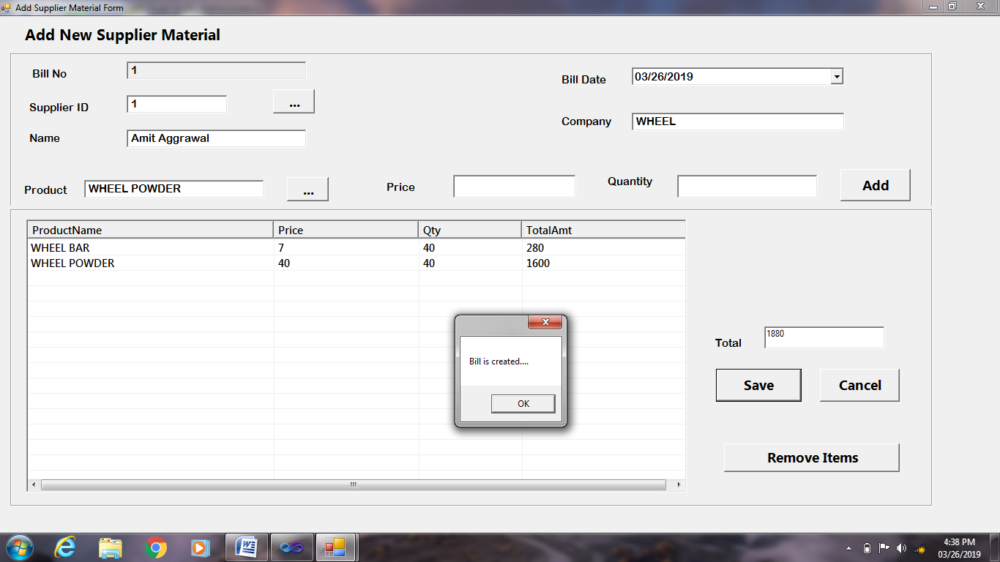 Add Supplier Material Form
Add New Supplier Material
Bill No 1
Bill Date 03/26/2019
Supplier ID 1 ...
Company WHEEL
Name Amit Aggrawal
Product WHEEL POWDER ... Price Quantity Add
ProductName Price Qty TotalAmt
WHEEL BAR 7 40 280
WHEEL POWDER 40 40 1600
Bill is created....
OK
Total 1880
Save Cancel
Remove Items
4:38 PM
03/26/2019